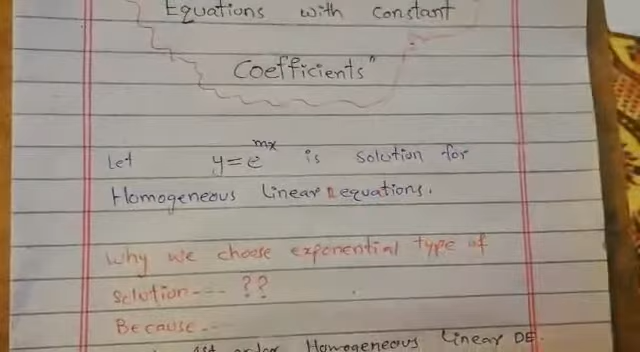 Equations with constant
Coefficients"
Let y=e^mx is solution for
Homogeneous linear equations.
Why we choose exponential type of
solution--- ??
Because--
1st order Homogeneous linear DE.